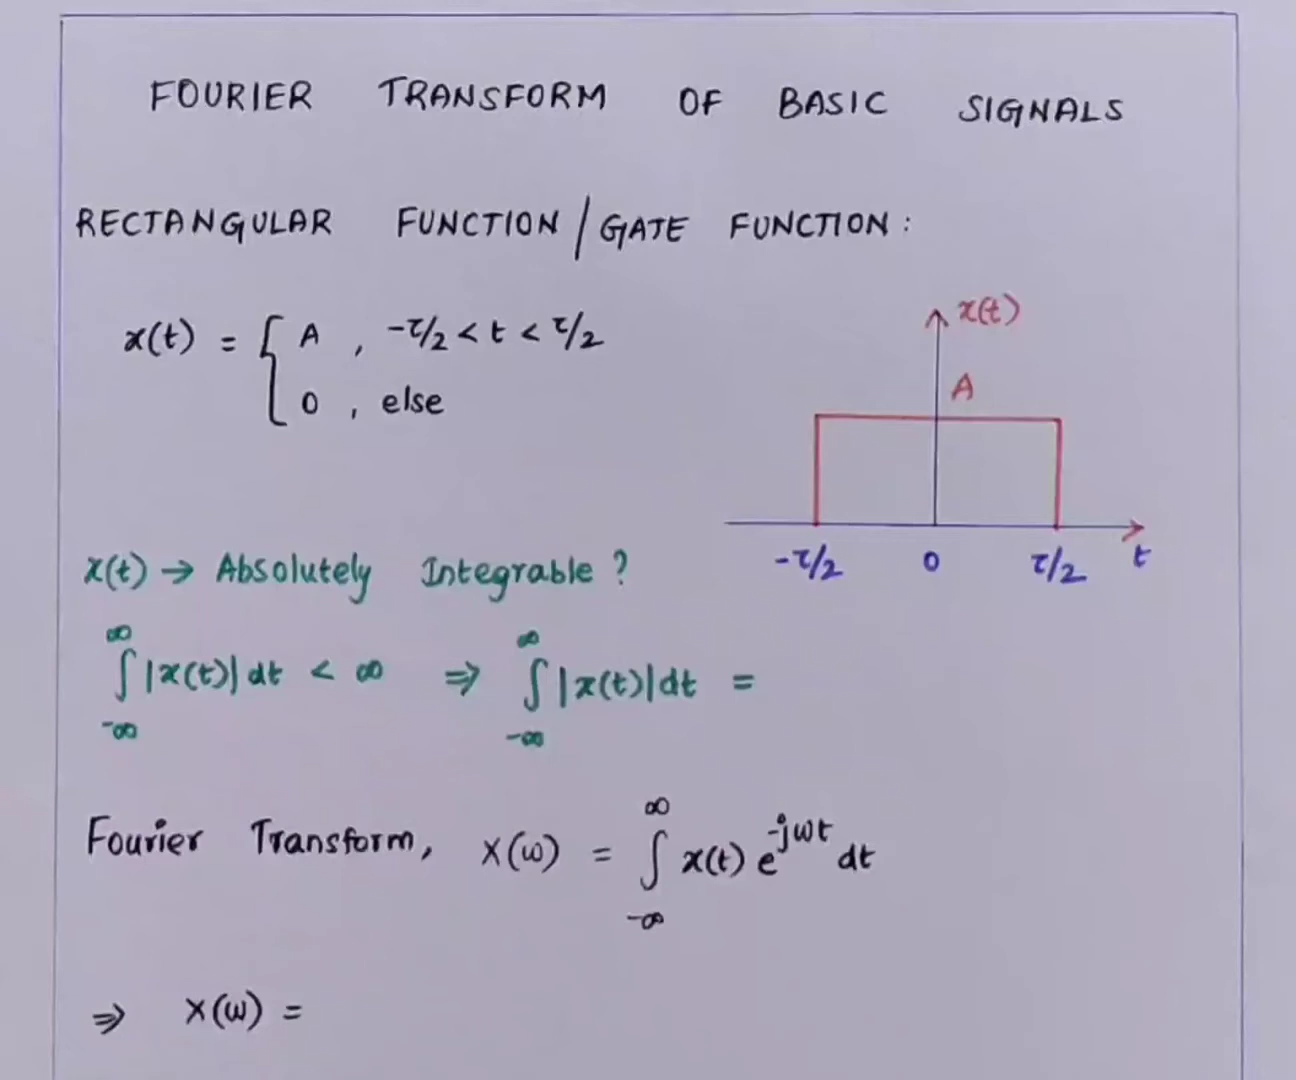 FOURIER TRANSFORM OF BASIC SIGNALS
RECTANGULAR FUNCTION / GATE FUNCTION :
x(t) = { A , -τ/2 < t < τ/2
0 , else
x(t)
A
-τ/2 0 τ/2 t
x(t) → Absolutely Integrable ?
∫_{-∞}^{∞} |x(t)| dt < ∞ ⇒ ∫_{-∞}^{∞} |x(t)| dt =
Fourier Transform, X(ω) = ∫_{-∞}^{∞} x(t) e^{-jωt} dt
⇒ X(ω) =